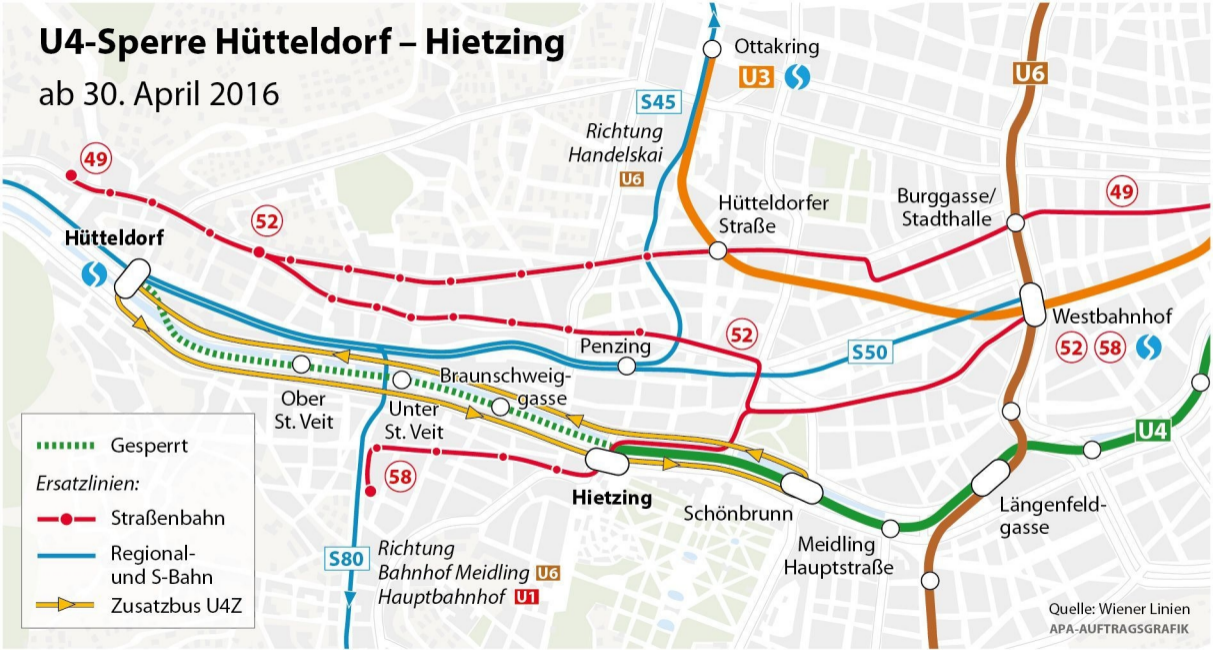 U4-Sperre Hütteldorf – Hietzing
ab 30. April 2016
Ottakring
U3
U6
S45
Richtung
Handelskai
U6
49
52
Hütteldorf
Hütteldorfer
Straße
Burggasse/
Stadthalle
49
Westbahnhof
52 58
52
S50
Penzing
Braunschweig-
gasse
Ober
St. Veit
Unter
St. Veit
58
Hietzing
Schönbrunn
Meidling
Hauptstraße
Längenfeld-
gasse
U4
S80
Richtung
Bahnhof Meidling U6
Hauptbahnhof U1
Gesperrt
Ersatzlinien:
Straßenbahn
Regional-
und S-Bahn
Zusatzbus U4Z
Quelle: Wiener Linien
APA-AUFTRAGSGRAFIK